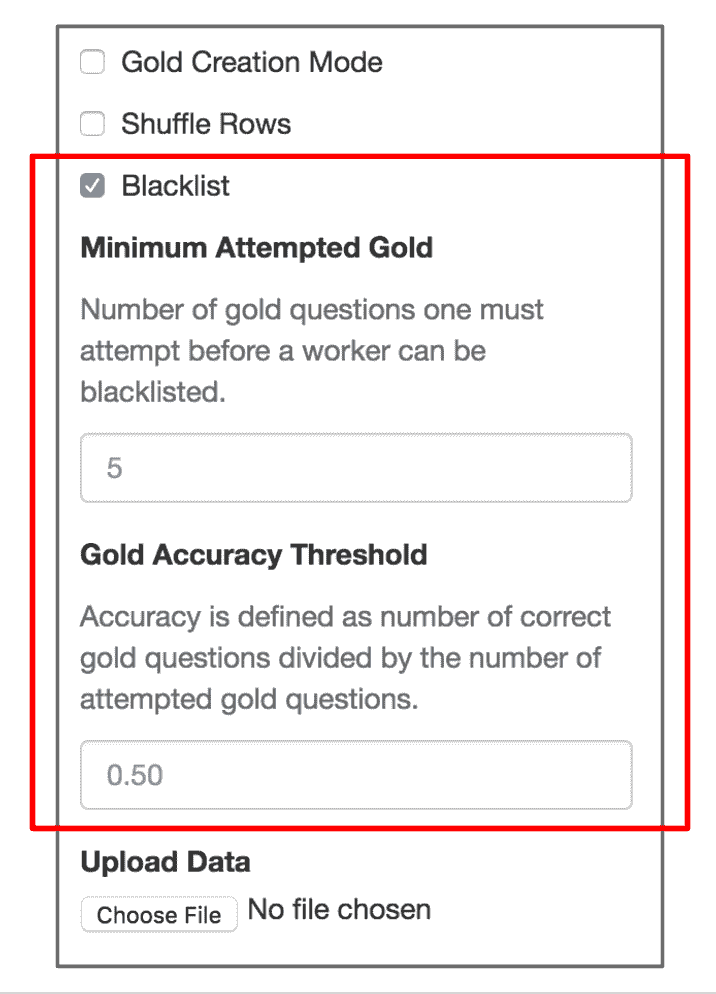 Gold Creation Mode
Shuffle Rows
Blacklist
Minimum Attempted Gold
Number of gold questions one must
attempt before a worker can be
blacklisted.
5
Gold Accuracy Threshold
Accuracy is defined as number of correct
gold questions divided by the number of
attempted gold questions.
0.50
Upload Data
Choose File No file chosen